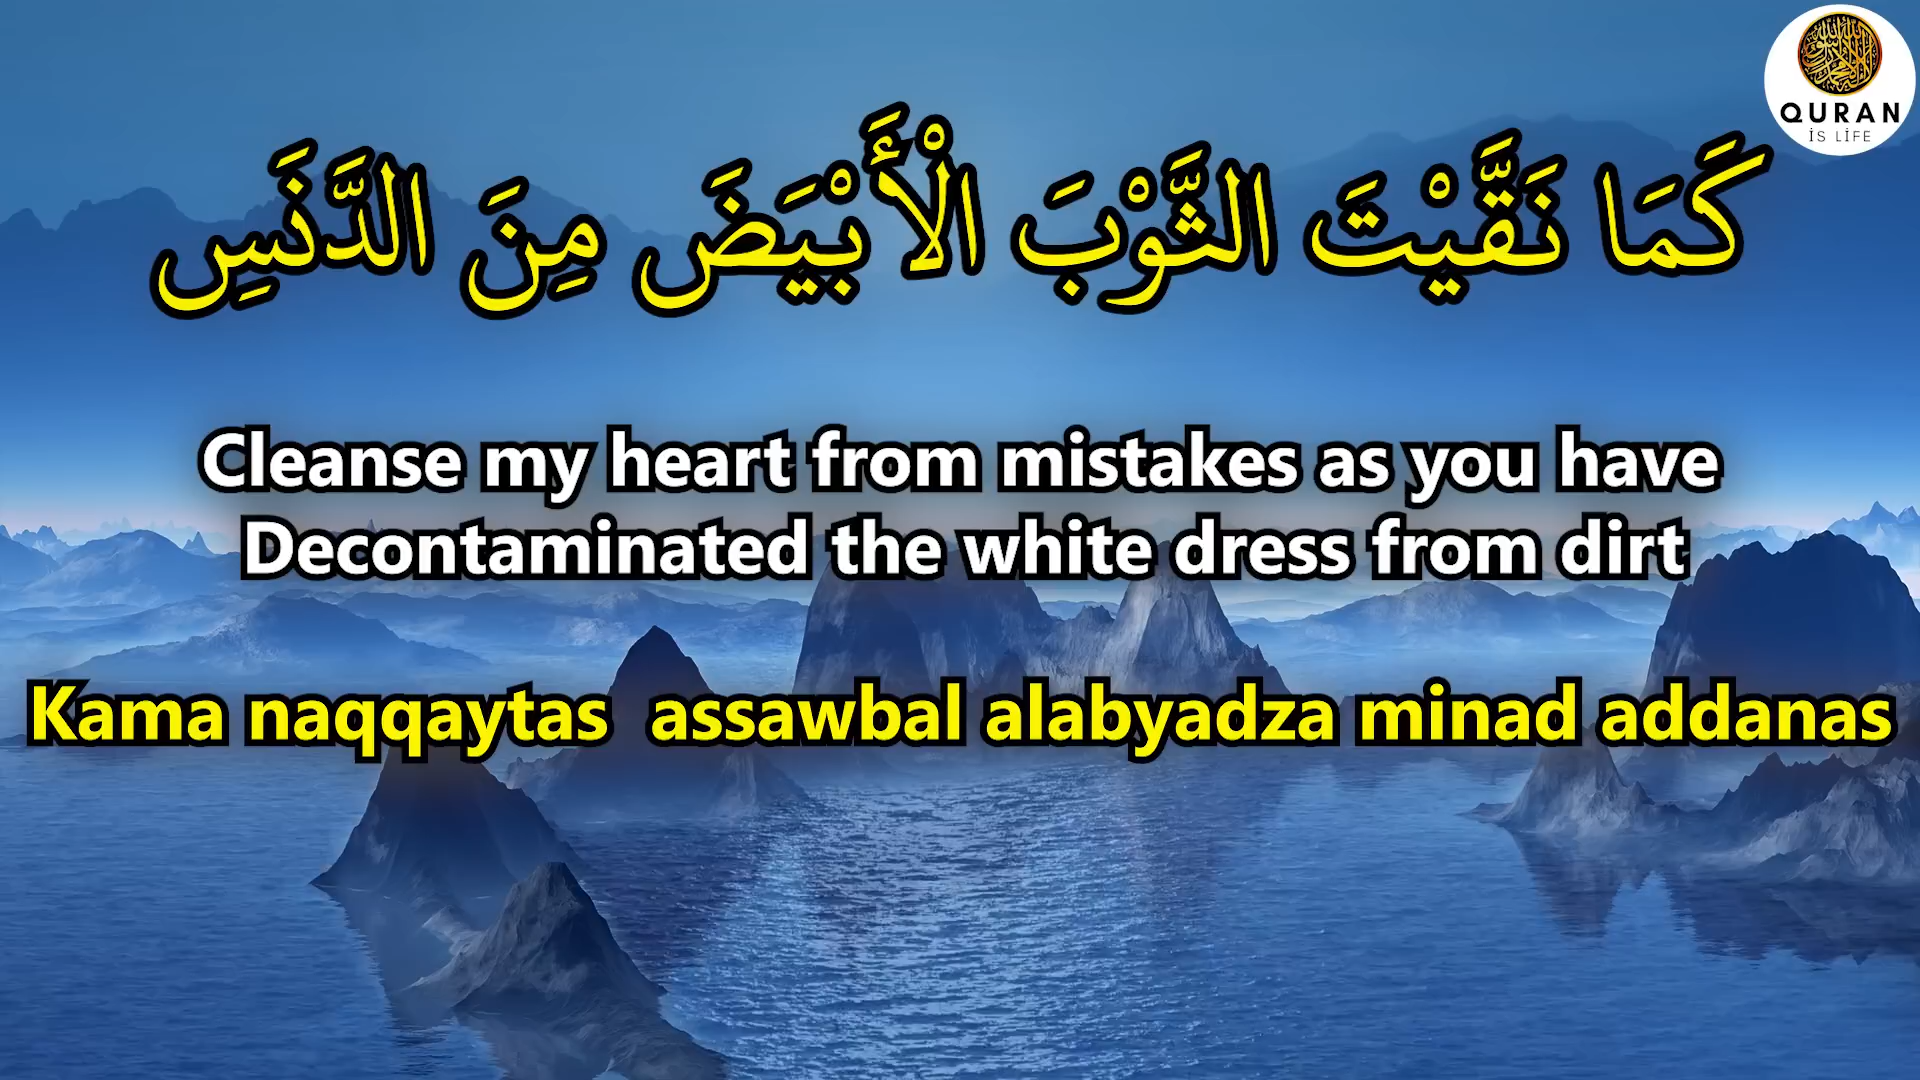 كَمَا نَقَّيْتَ الثَّوْبَ الْأَبْيَضَ مِنَ الدَّنَسِ
QURAN
İS LİFE
Cleanse my heart from mistakes as you have
Decontaminated the white dress from dirt
Kama naqqaytas assawbal alabyadza minad addanas